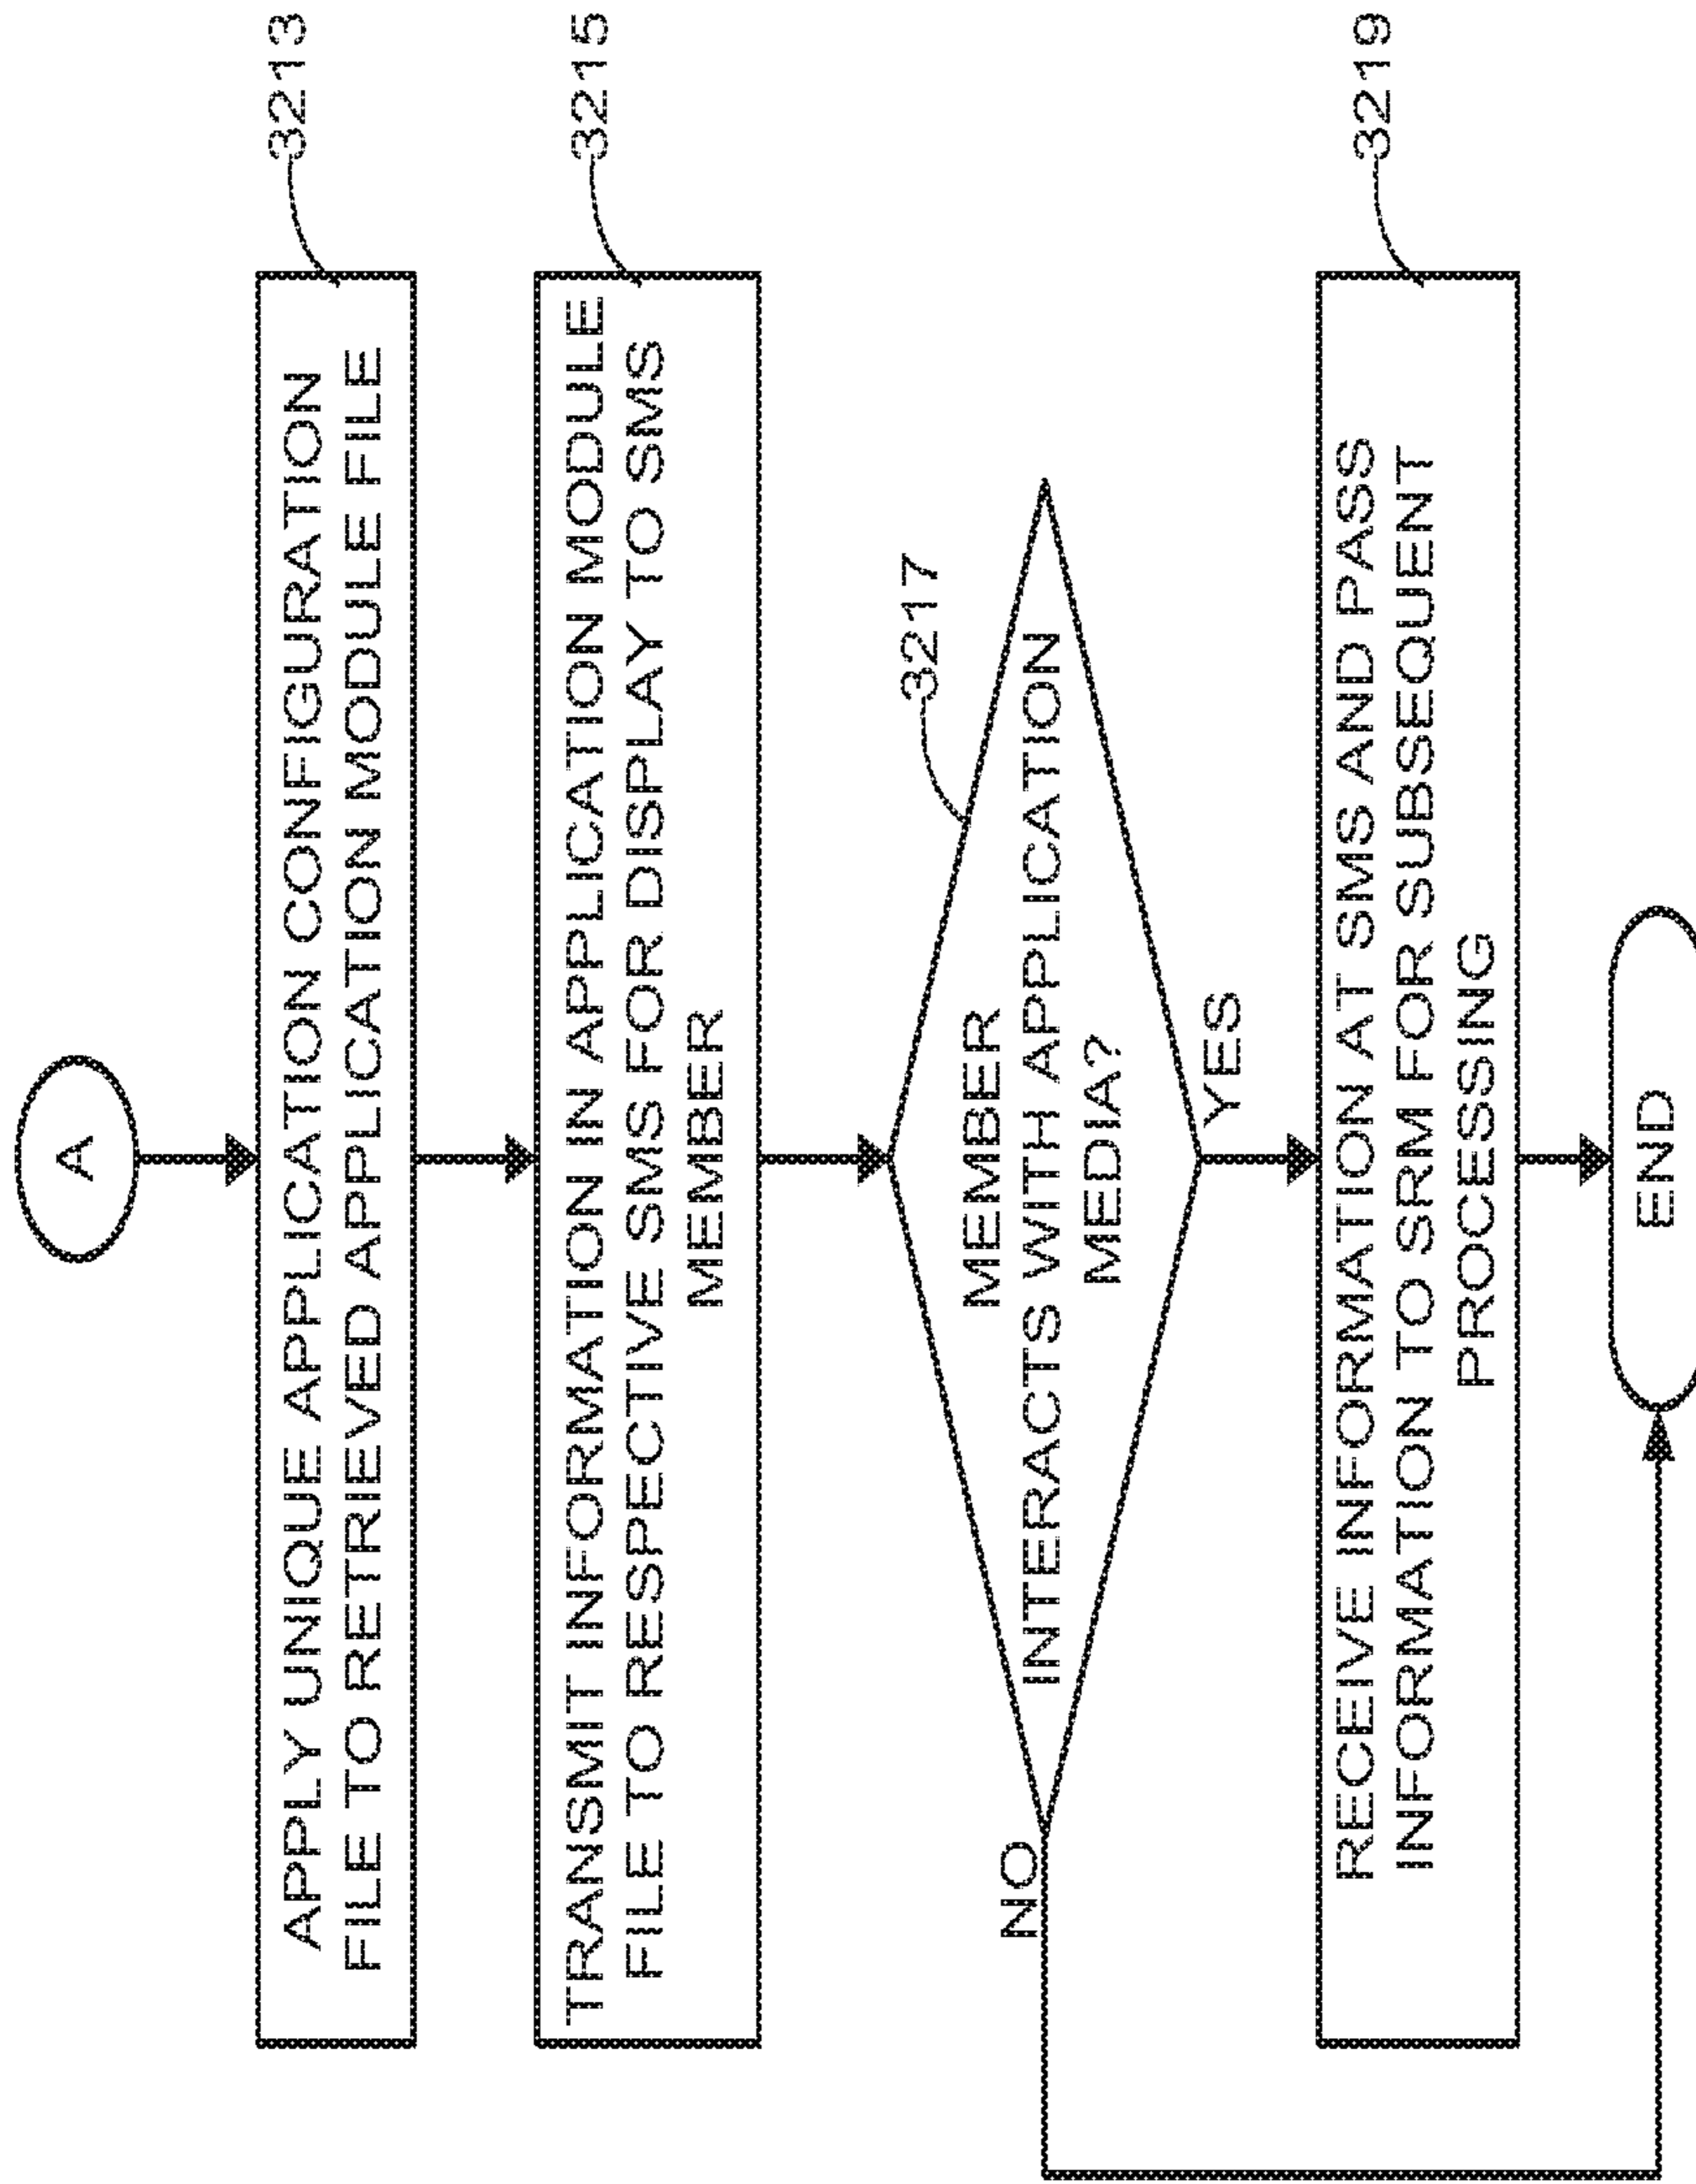 A
3213
APPLY UNIQUE APPLICATION CONFIGURATION
FILE TO RETRIEVED APPLICATION MODULE FILE
3215
TRANSMIT INFORMATION IN APPLICATION MODULE
FILE TO RESPECTIVE SMS FOR DISPLAY TO SMS
MEMBER
3217
MEMBER
INTERACTS WITH APPLICATION
MEDIA?
NO
YES
3219
RECEIVE INFORMATION AT SMS AND PASS
INFORMATION TO SRM FOR SUBSEQUENT
PROCESSING
END